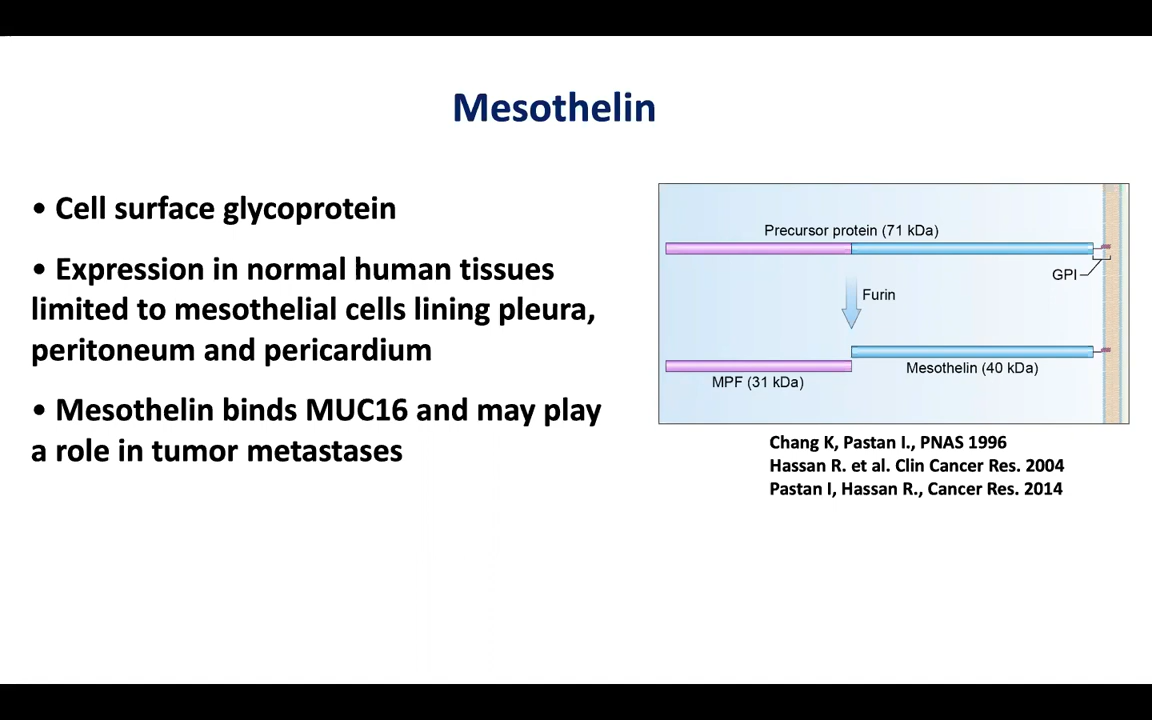 Mesothelin
• Cell surface glycoprotein
• Expression in normal human tissues
limited to mesothelial cells lining pleura,
peritoneum and pericardium
• Mesothelin binds MUC16 and may play
a role in tumor metastases
Precursor protein (71 kDa)
GPI
Furin
Mesothelin (40 kDa)
MPF (31 kDa)
Chang K, Pastan I., PNAS 1996
Hassan R. et al. Clin Cancer Res. 2004
Pastan I, Hassan R., Cancer Res. 2014